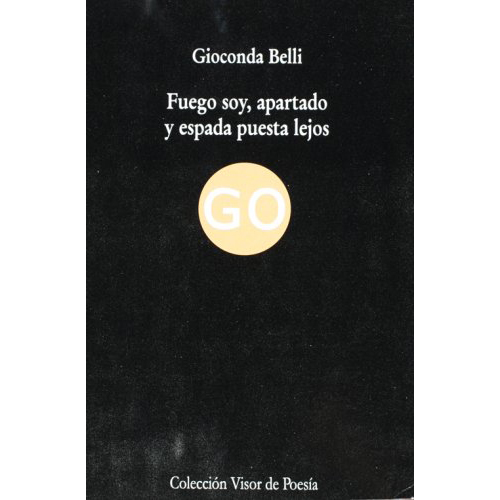 Gioconda Belli
Fuego soy, apartado
y espada puesta lejos
GO
Colección Visor de Poesía